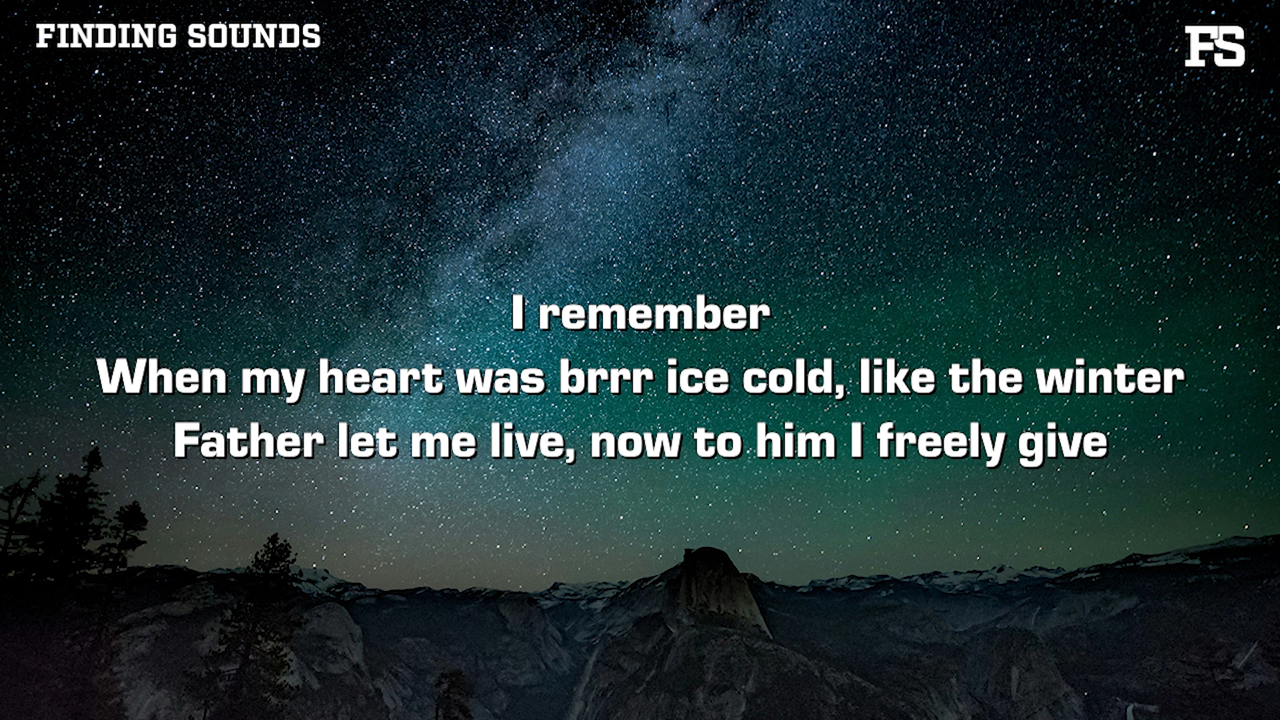 FINDING SOUNDS
FS
I remember
When my heart was brrr ice cold, like the winter
Father let me live, now to him I freely give